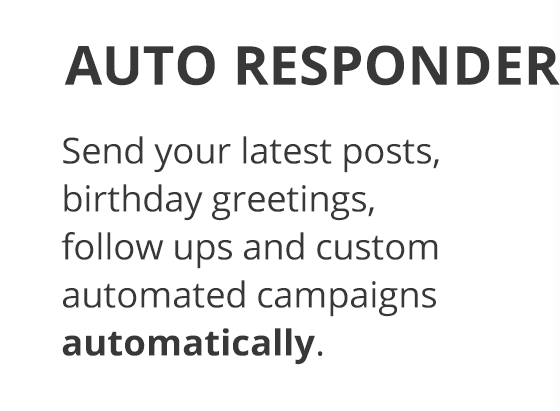 AUTO RESPONDER
Send your latest posts,
birthday greetings,
follow ups and custom
automated campaigns
automatically.